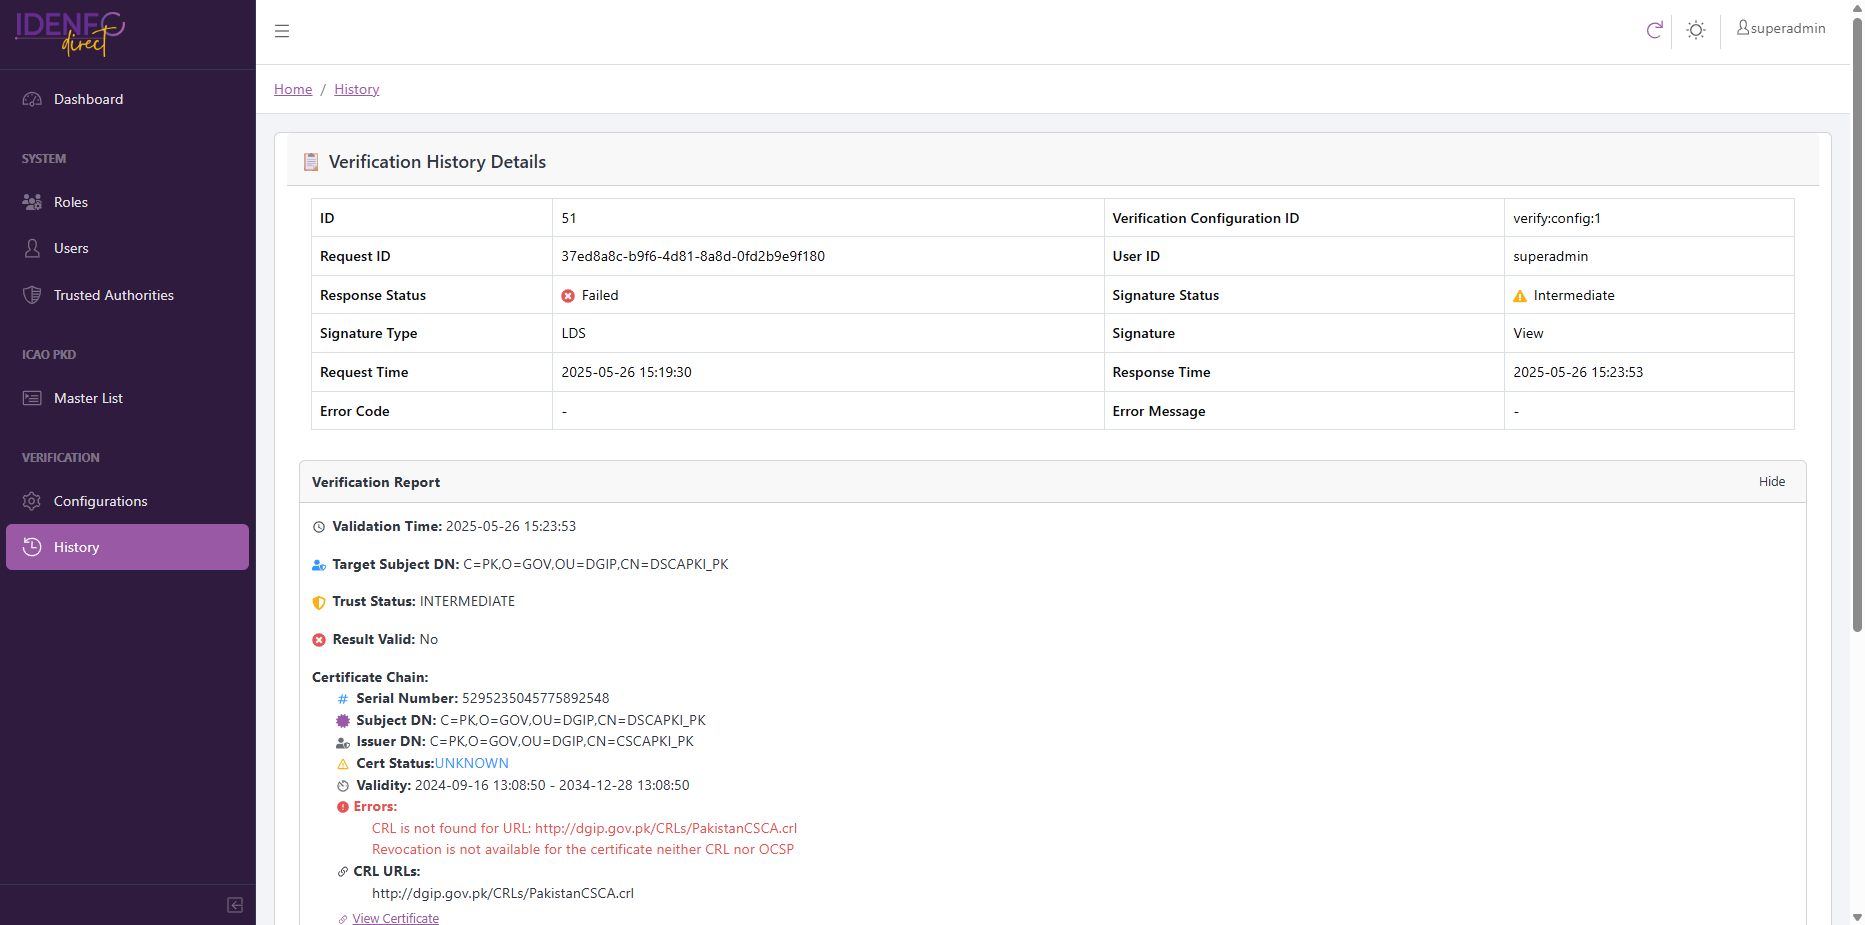 IDENFC
direct
superadmin
Dashboard
Home / History
SYSTEM
Verification History Details
Roles
ID 51 Verification Configuration ID verify:config:1
Users
Request ID 37ed8a8c-b9f6-4d81-8a8d-0fd2b9e9f180 User ID superadmin
Trusted Authorities
Response Status Failed Signature Status Intermediate
Signature Type LDS Signature View
ICAO PKD
Request Time 2025-05-26 15:19:30 Response Time 2025-05-26 15:23:53
Master List
Error Code - Error Message -
VERIFICATION
Verification Report Hide
Configurations
Validation Time: 2025-05-26 15:23:53
History
Target Subject DN: C=PK,O=GOV,OU=DGIP,CN=DSCAPKI_PK
Trust Status: INTERMEDIATE
Result Valid: No
Certificate Chain:
# Serial Number: 5295235045775892548
Subject DN: C=PK,O=GOV,OU=DGIP,CN=DSCAPKI_PK
Issuer DN: C=PK,O=GOV,OU=DGIP,CN=CSCAPKI_PK
Cert Status:UNKNOWN
Validity: 2024-09-16 13:08:50 - 2034-12-28 13:08:50
Errors:
CRL is not found for URL: http://dgip.gov.pk/CRLs/PakistanCSCA.crl
Revocation is not available for the certificate neither CRL nor OCSP
CRL URLs:
http://dgip.gov.pk/CRLs/PakistanCSCA.crl
View Certificate